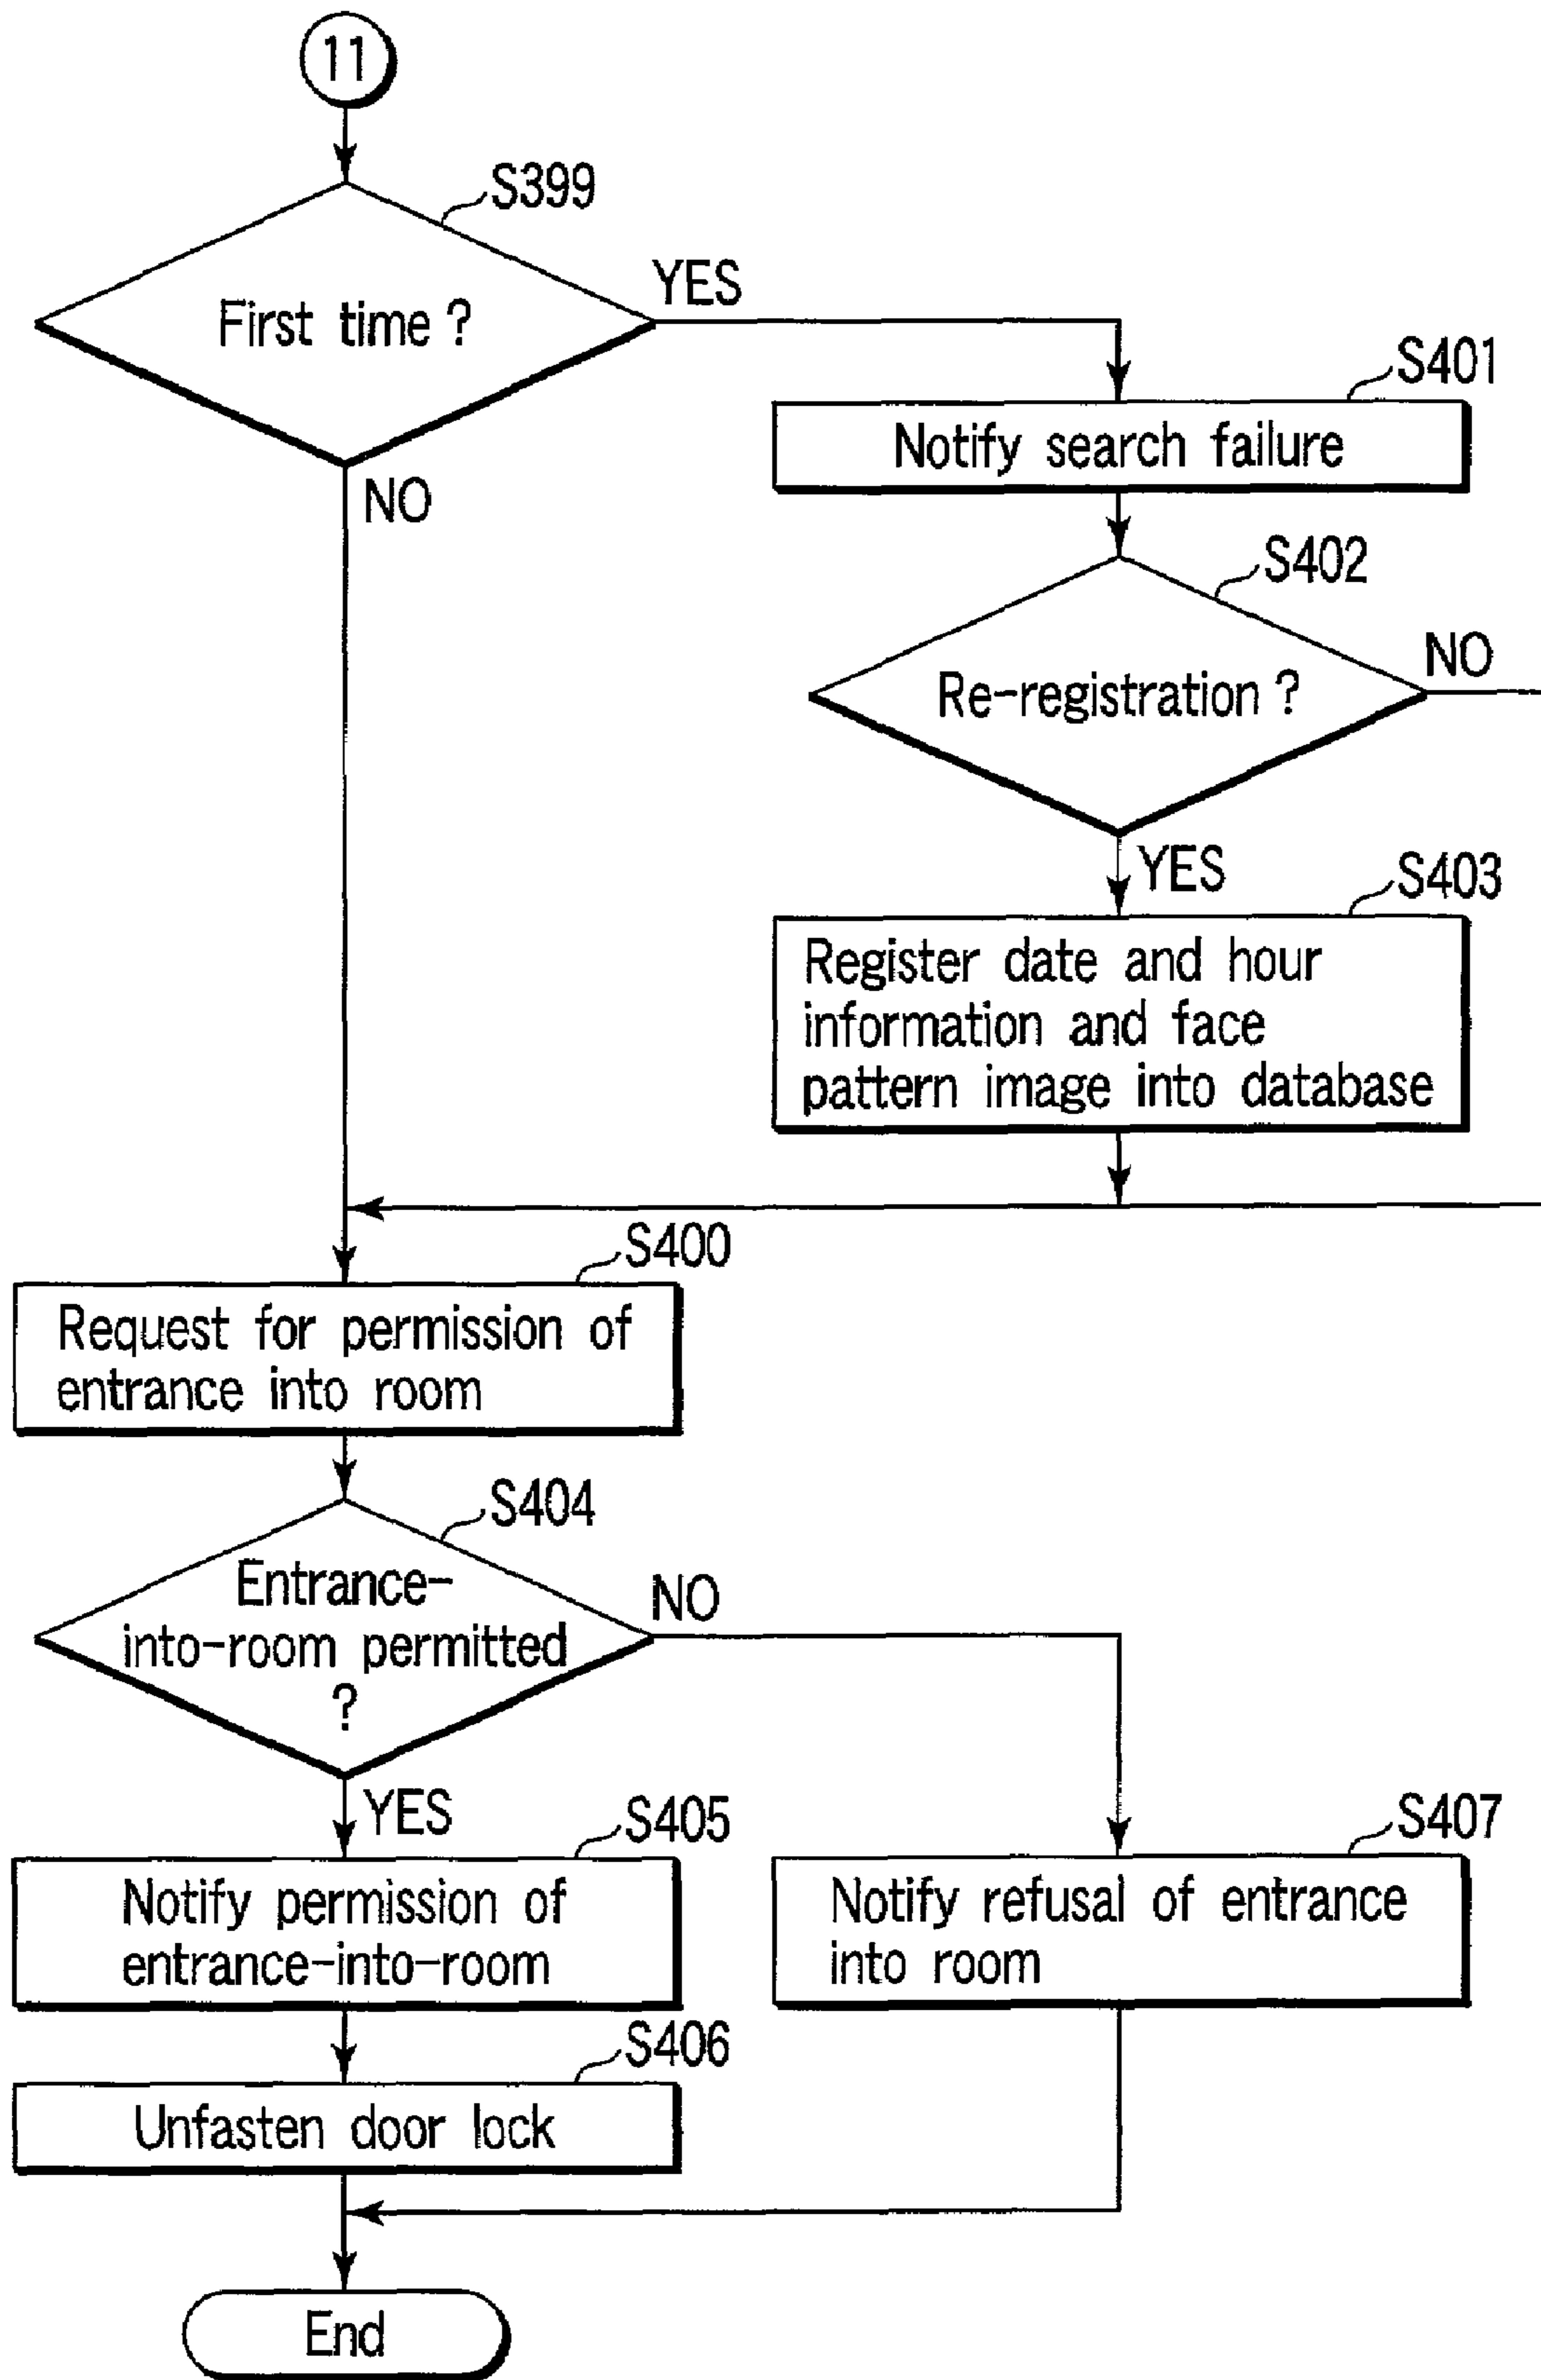 11
S399
First time ?
YES
NO
S401
Notify search failure
S402
Re-registration ?
NO
YES
S403
Register date and hour
information and face
pattern image into database
S400
Request for permission of
entrance into room
S404
Entrance-
into-room permitted
?
NO
YES
S405
Notify permission of
entrance-into-room
S407
Notify refusal of entrance
into room
S406
Unfasten door lock
End